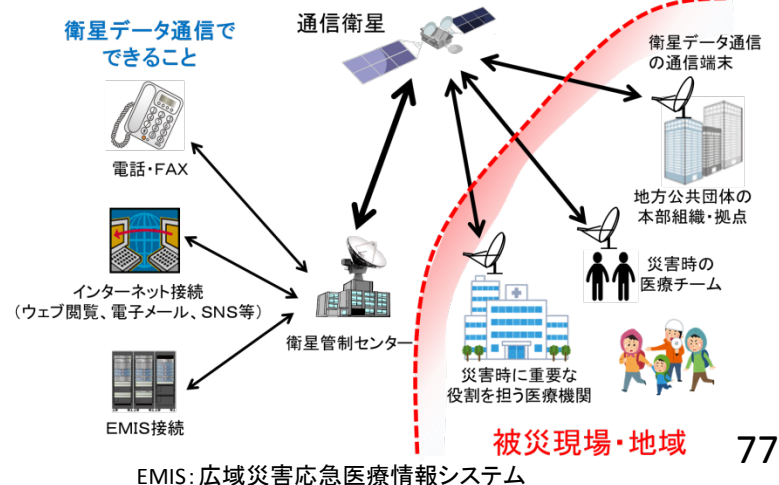 衛星データ通信で
できること
通信衛星
衛星データ通信
の通信端末
電話・FAX
地方公共団体の
本部組織・拠点
インターネット接続
(ウェブ閲覧、電子メール、SNS等)
災害時の
医療チーム
衛星管制センター
災害時に重要な
役割を担う医療機関
EMIS接続
被災現場・地域
77
EMIS：広域災害応急医療情報システム